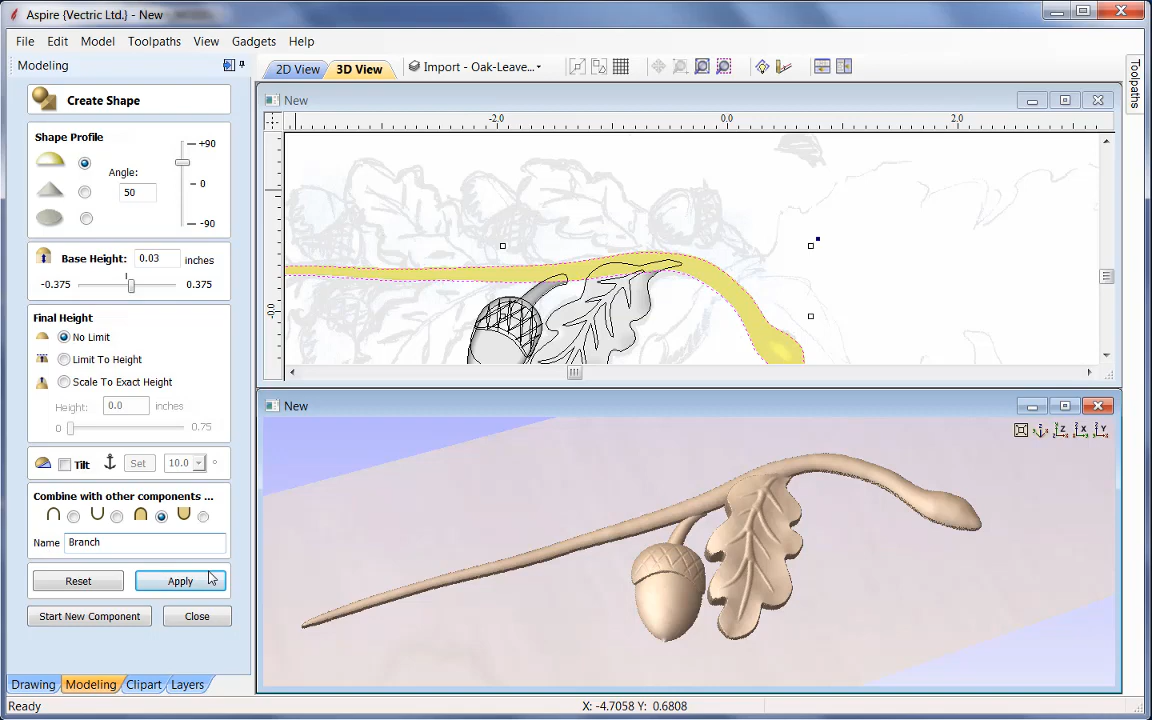 Aspire {Vectric Ltd.} - New
File Edit Model Toolpaths View Gadgets Help
Modeling
2D View 3D View Import - Oak-Leave...
Toolpaths
Create Shape
New
-2.0 0.0 2.0
Shape Profile
+90
Angle:
50
0
-90
Base Height: 0.03 inches
-0.375 0.375
Final Height
No Limit
Limit To Height
Scale To Exact Height
Height: 0.0 inches
0 0.75
New
Z X Y
Tilt Set 10.0 °
Combine with other components ...
Name Branch
Reset Apply
Start New Component Close
Drawing Modeling Clipart Layers
Ready X: -4.7058 Y: 0.6808